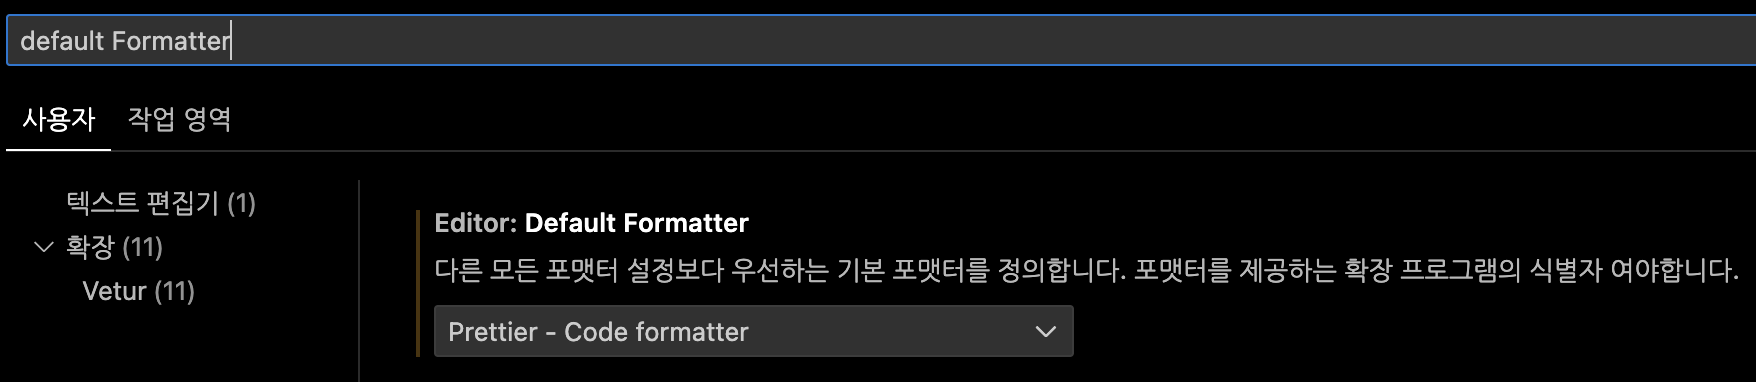 default Formatter
사용자 작업 영역
텍스트 편집기 (1)
확장 (11)
Vetur (11)
Editor: Default Formatter
다른 모든 포맷터 설정보다 우선하는 기본 포맷터를 정의합니다. 포맷터를 제공하는 확장 프로그램의 식별자 여야합니다.
Prettier - Code formatter